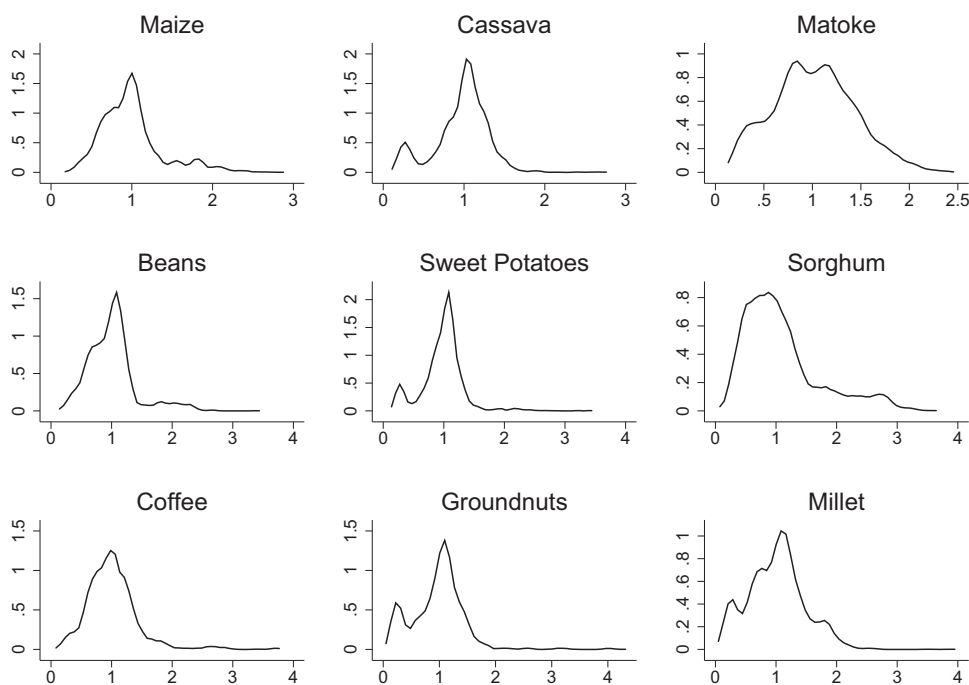 Maize
Cassava
Matoke
0 .5 1 1.5 2
0 1 2 3
0 .5 1 1.5 2
0 1 2 3
0 .2 .4 .6 .8 1
0 .5 1 1.5 2 2.5
Beans
Sweet Potatoes
Sorghum
0 .5 1 1.5
0 1 2 3 4
0 .5 1 1.5 2
0 1 2 3 4
0 .2 .4 .6 .8
0 1 2 3 4
Coffee
Groundnuts
Millet
0 .5 1 1.5
0 1 2 3 4
0 .5 1 1.5
0 1 2 3 4
0 .2 .4 .6 .8 1
0 1 2 3 4